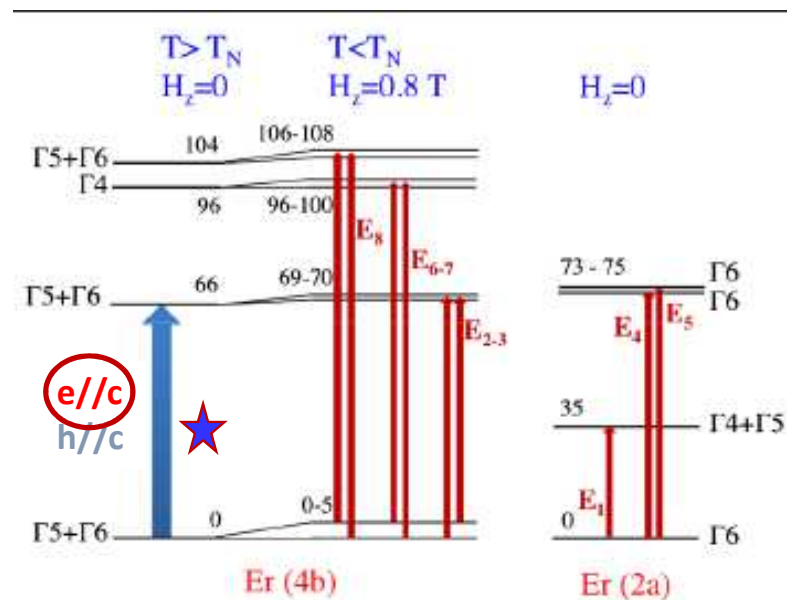 T> T_N
H_z=0
T<T_N
H_z=0.8 T
H_z=0
Γ5+Γ6
104
106-108
Γ4
96
96-100
E_8
E_6-7
Γ5+Γ6
66
69-70
E_2-3
e//c
h//c
Γ5+Γ6
0
0-5
73 - 75
Γ6
Γ6
E_4
E_5
35
Γ4+Γ5
E_1
0
Γ6
Er (4b)
Er (2a)